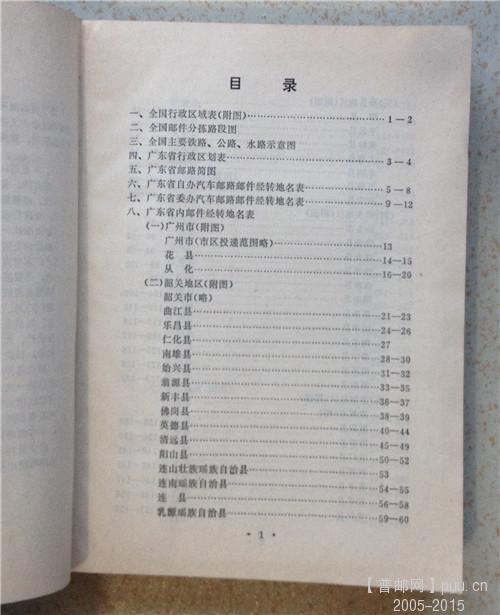 目 录
一、全国行政区域表(附图)……1—2
二、全国邮件分拣路段图
三、全国主要铁路、公路、水路示意图
四、广东省行政区划表……3—4
五、广东省邮路简图
六、广东省自办汽车邮路邮件经转地名表……5—8
七、广东省委办汽车邮路邮件经转地名表……9—12
八、广东省内邮件经转地名表
(一)广州市(附图)
广州市(市区投递范围略)……13
花 县……14—15
从 化……16—20
(二)韶关地区(附图)
韶关市(略)
曲江县……21—23
乐昌县……24—26
仁化县……27
南雄县……28—30
始兴县……31—32
翁源县……33—35
新丰县……36—37
佛岗县……38—39
英德县……40—44
清远县……45—49
阳山县……50—52
连山壮族瑶族自治县……53
连南瑶族自治县……54—55
连 县……56—58
乳源瑶族自治县……59—60
• 1 •
【普邮网】puu.cn
2005-2015